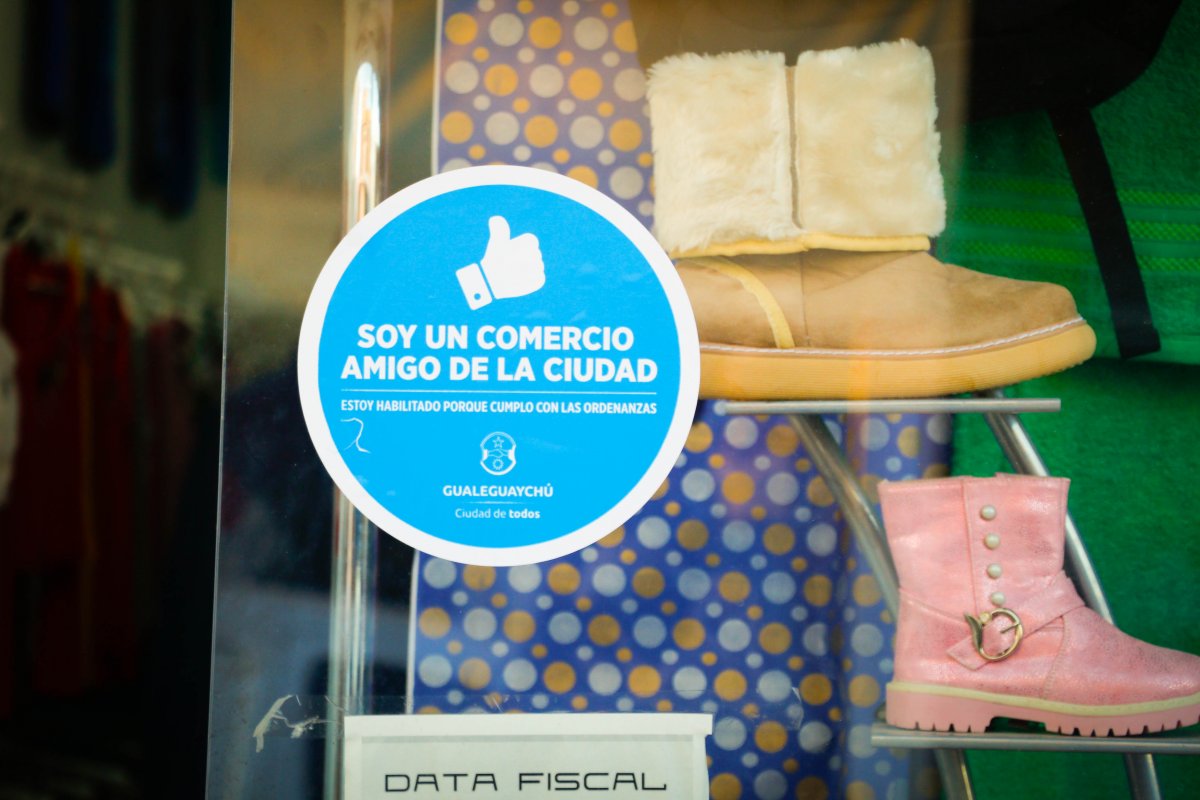 SOY UN COMERCIO
AMIGO DE LA CIUDAD
ESTOY HABILITADO PORQUE CUMPLO CON LAS ORDENANZAS
GUALEGUAYCHÚ
Ciudad de todos
DATA FISCAL